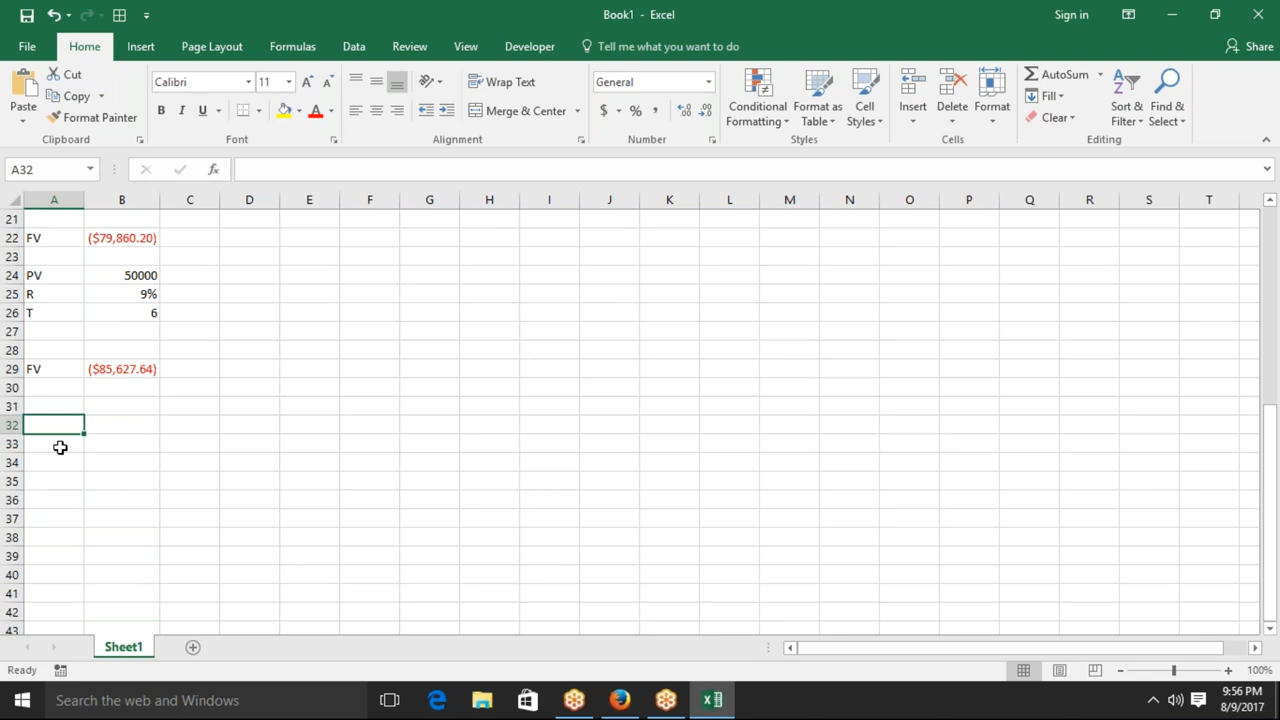 Book1 - Excel
Sign in
File Home Insert Page Layout Formulas Data Review View Developer Tell me what you want to do Share
Paste
Cut
Copy
Format Painter
Clipboard
Calibri 11
B I U
Font
Wrap Text
Merge & Center
Alignment
General
$ % ,
Number
Conditional Formatting
Format as Table
Cell Styles
Styles
Insert
Delete
Format
Cells
AutoSum
Fill
Clear
Sort & Filter
Find & Select
Editing
A32
fx
A B C D E F G H I J K L M N O P Q R S T
21
22 FV ($79,860.20)
23
24 PV 50000
25 R 9%
26 T 6
27
28
29 FV ($85,627.64)
30
31
32
33
34
35
36
37
38
39
40
41
42
43
Sheet1
Ready
100%
Search the web and Windows
9:56 PM
8/9/2017